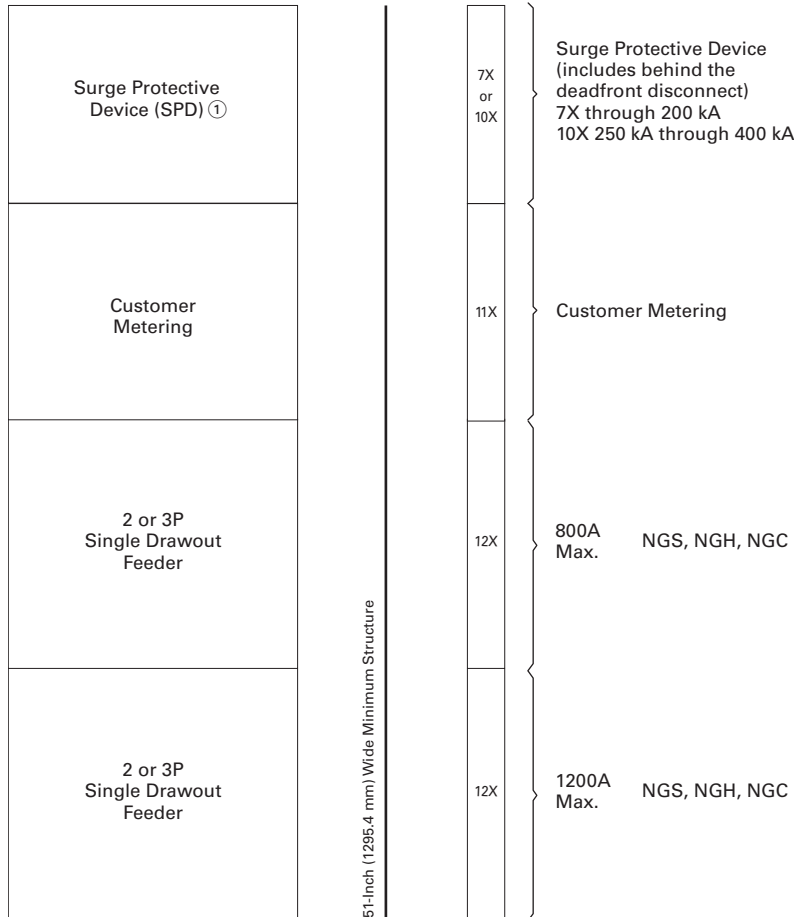 Surge Protective
Device (SPD) ①
7X
or
10X
Surge Protective Device
(includes behind the
deadfront disconnect)
7X through 200 kA
10X 250 kA through 400 kA
Customer
Metering
11X
Customer Metering
2 or 3P
Single Drawout
Feeder
12X
800A
Max.
NGS, NGH, NGC
51-Inch (1295.4 mm) Wide Minimum Structure
2 or 3P
Single Drawout
Feeder
12X
1200A
Max.
NGS, NGH, NGC